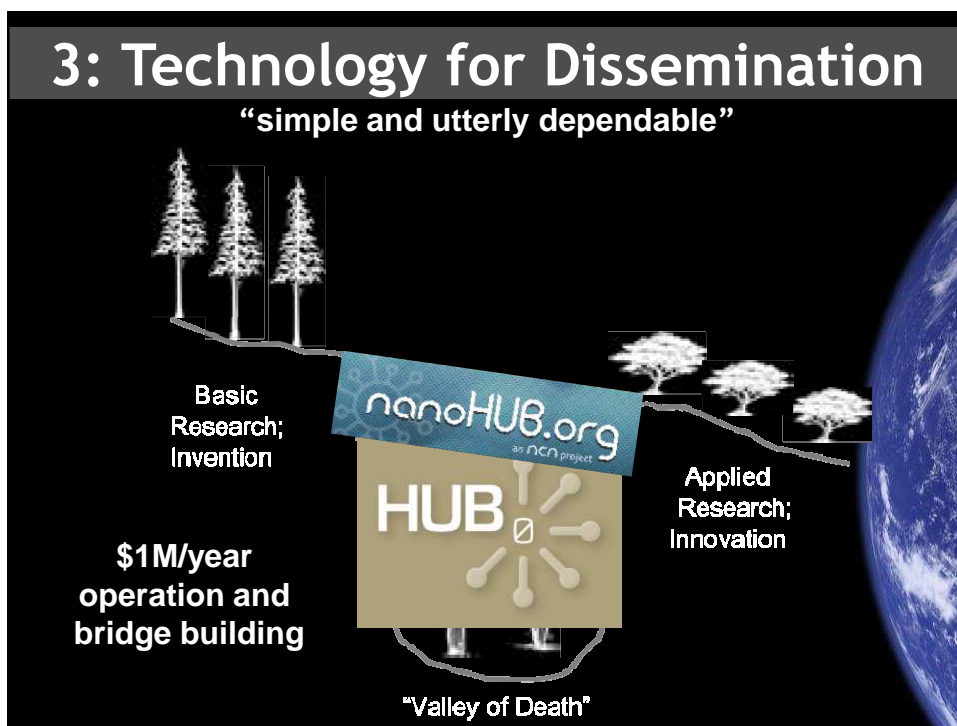 3: Technology for Dissemination
“simple and utterly dependable”
Basic
Research;
Invention
nanoHUB.org
an ncn project
HUB0
Applied
Research;
Innovation
$1M/year
operation and
bridge building
“Valley of Death”